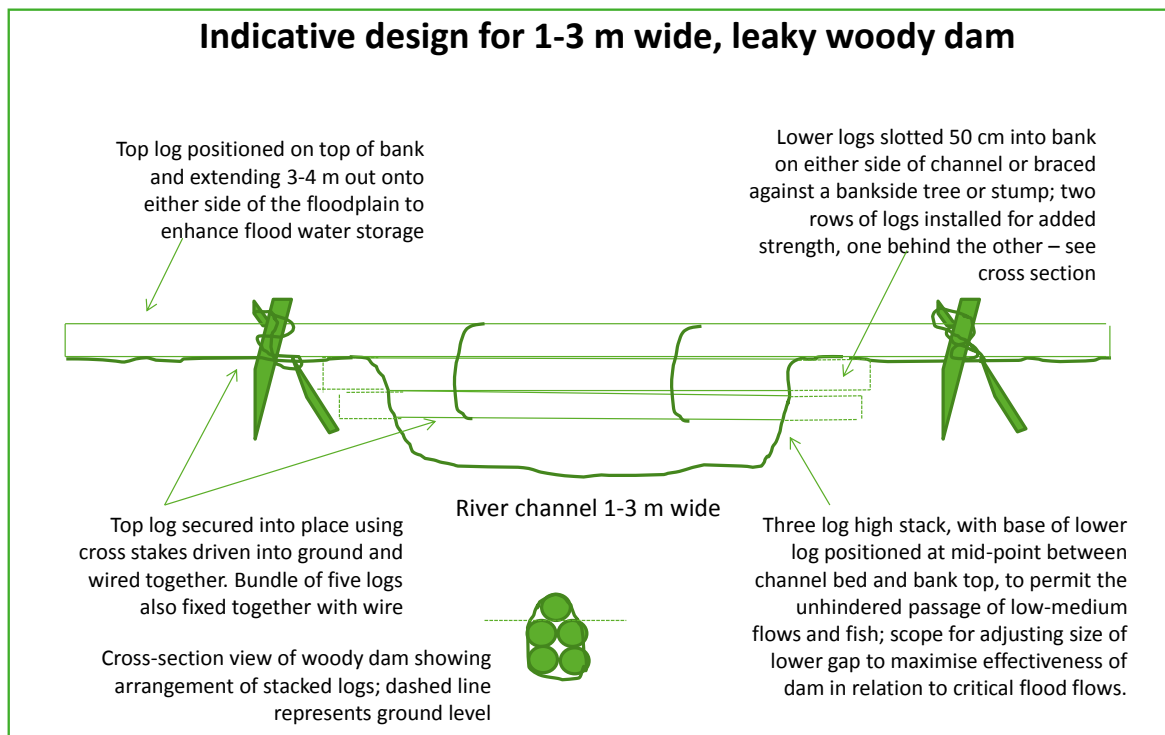 Indicative design for 1-3 m wide, leaky woody dam
Top log positioned on top of bank
and extending 3-4 m out onto
either side of the floodplain to
enhance flood water storage
Lower logs slotted 50 cm into bank
on either side of channel or braced
against a bankside tree or stump; two
rows of logs installed for added
strength, one behind the other – see
cross section
River channel 1-3 m wide
Top log secured into place using
cross stakes driven into ground and
wired together. Bundle of five logs
also fixed together with wire
Three log high stack, with base of lower
log positioned at mid-point between
channel bed and bank top, to permit the
unhindered passage of low-medium
flows and fish; scope for adjusting size of
lower gap to maximise effectiveness of
dam in relation to critical flood flows.
Cross-section view of woody dam showing
arrangement of stacked logs; dashed line
represents ground level